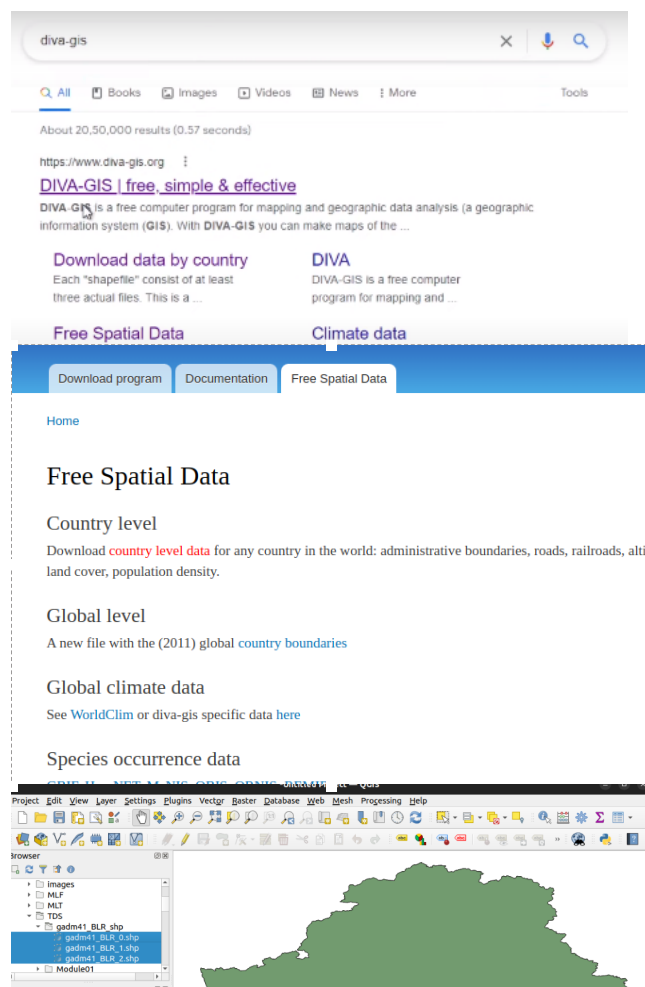 diva-gis
All Books Images Videos News More Tools
About 20,50,000 results (0.57 seconds)
https://www.diva-gis.org
DIVA-GIS | free, simple & effective
DIVA-GIS is a free computer program for mapping and geographic data analysis (a geographic
information system (GIS). With DIVA-GIS you can make maps of the ...
Download data by country
Each "shapefile" consist of at least
three actual files. This is a ...
DIVA
DIVA-GIS is a free computer
program for mapping and ...
Free Spatial Data
Climate data
Download program Documentation Free Spatial Data
Home
Free Spatial Data
Country level
Download country level data for any country in the world: administrative boundaries, roads, railroads, alti
land cover, population density.
Global level
A new file with the (2011) global country boundaries
Global climate data
See WorldClim or diva-gis specific data here
Species occurrence data
QGIS
Project Edit View Layer Settings Plugins Vector Raster Database Web Mesh Processing Help
Browser
images
MLF
MLT
TDS
gadm41_BLR_shp
gadm41_BLR_0.shp
gadm41_BLR_1.shp
gadm41_BLR_2.shp
Module01